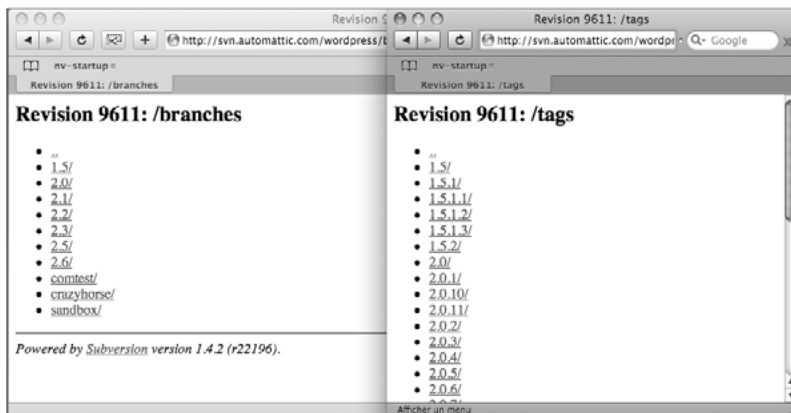 Revision 9
http://svn.automattic.com/wordpress/b
nv-startup
Revision 9611: /branches
Revision 9611: /branches
..
1.5/
2.0/
2.1/
2.2/
2.3/
2.5/
2.6/
comtest/
crazyhorse/
sandbox/
Powered by Subversion version 1.4.2 (r22196).
Revision 9611: /tags
http://svn.automattic.com/wordpr
Google
nv-startup
Revision 9611: /tags
Revision 9611: /tags
..
1.5/
1.5.1/
1.5.1.1/
1.5.1.2/
1.5.1.3/
1.5.2/
2.0/
2.0.1/
2.0.10/
2.0.11/
2.0.2/
2.0.3/
2.0.4/
2.0.5/
2.0.6/
Afficher un menu